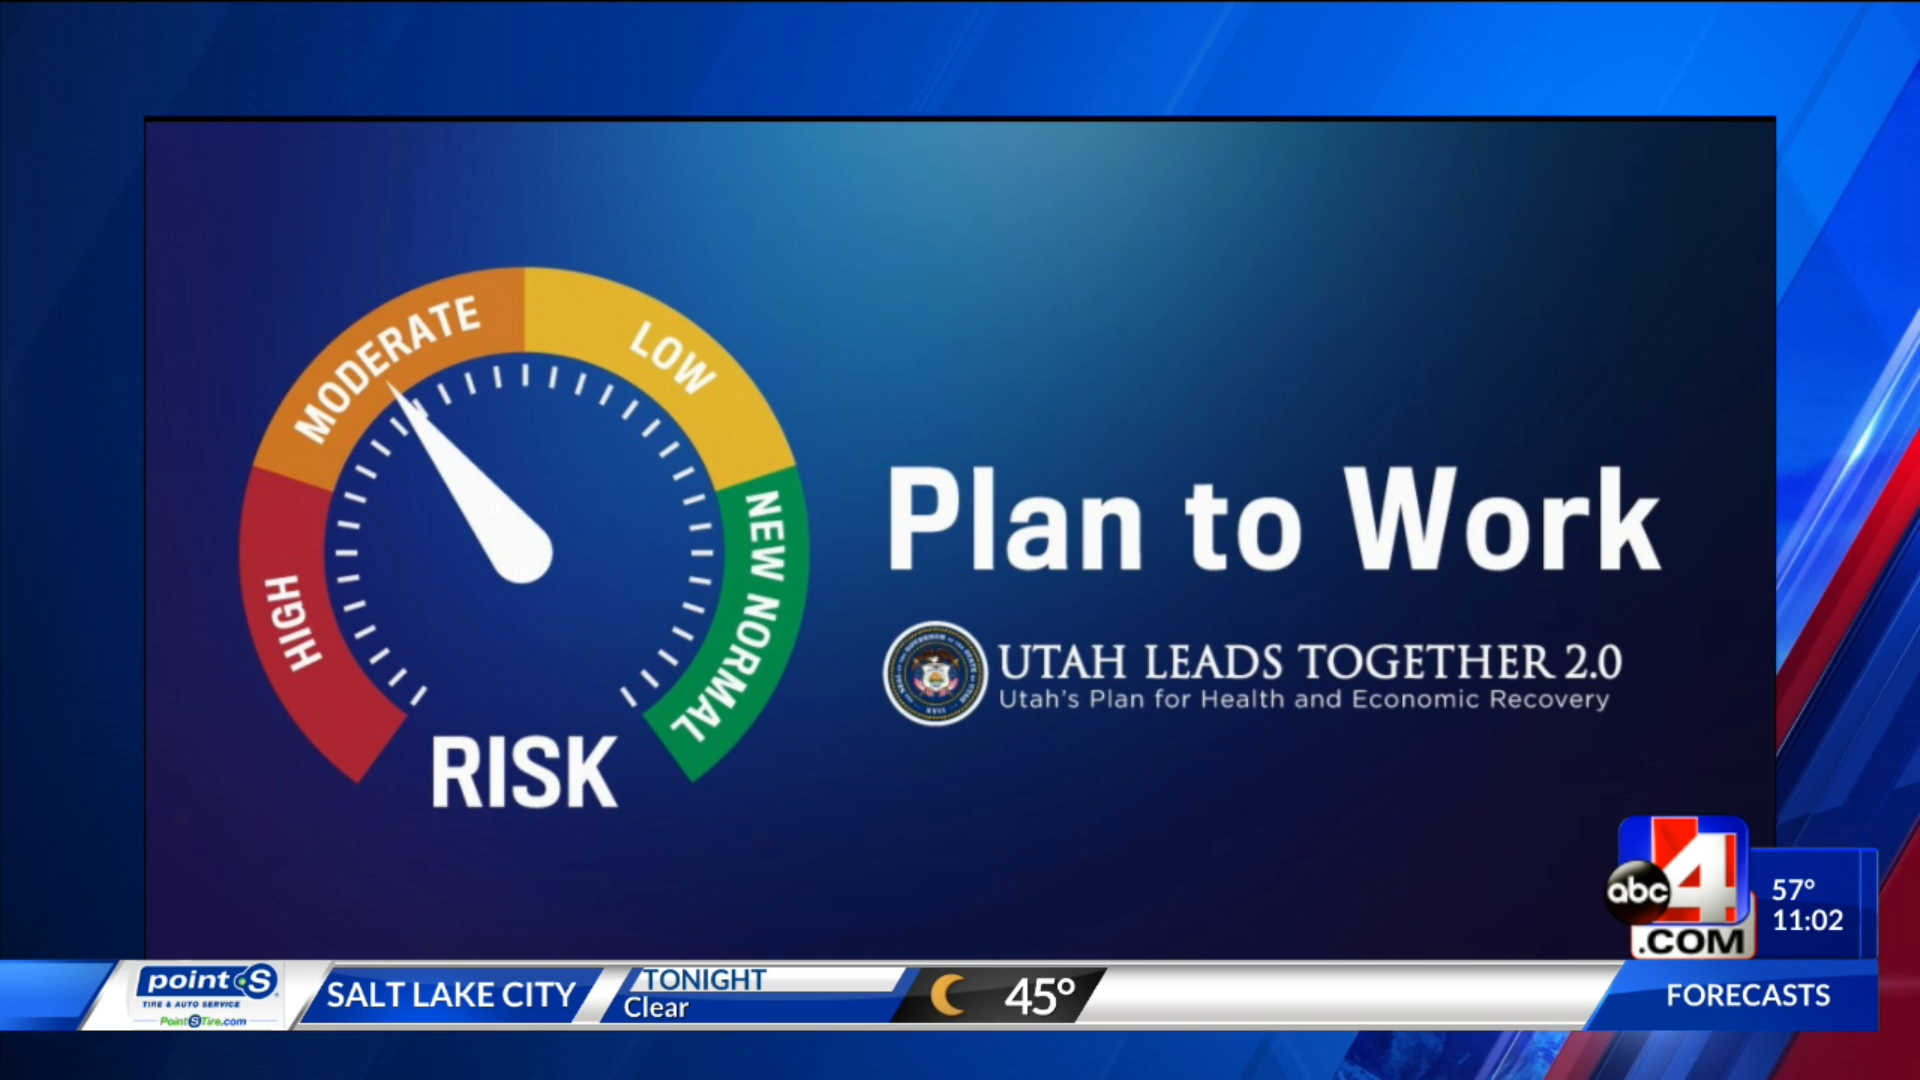 MODERATE
LOW
HIGH
NEW NORMAL
RISK
Plan to Work
UTAH LEADS TOGETHER 2.0
Utah's Plan for Health and Economic Recovery
abc 4
.COM
57°
11:02
point S
TIRE & AUTO SERVICE
PointSTire.com
SALT LAKE CITY
TONIGHT
Clear
45°
FORECASTS